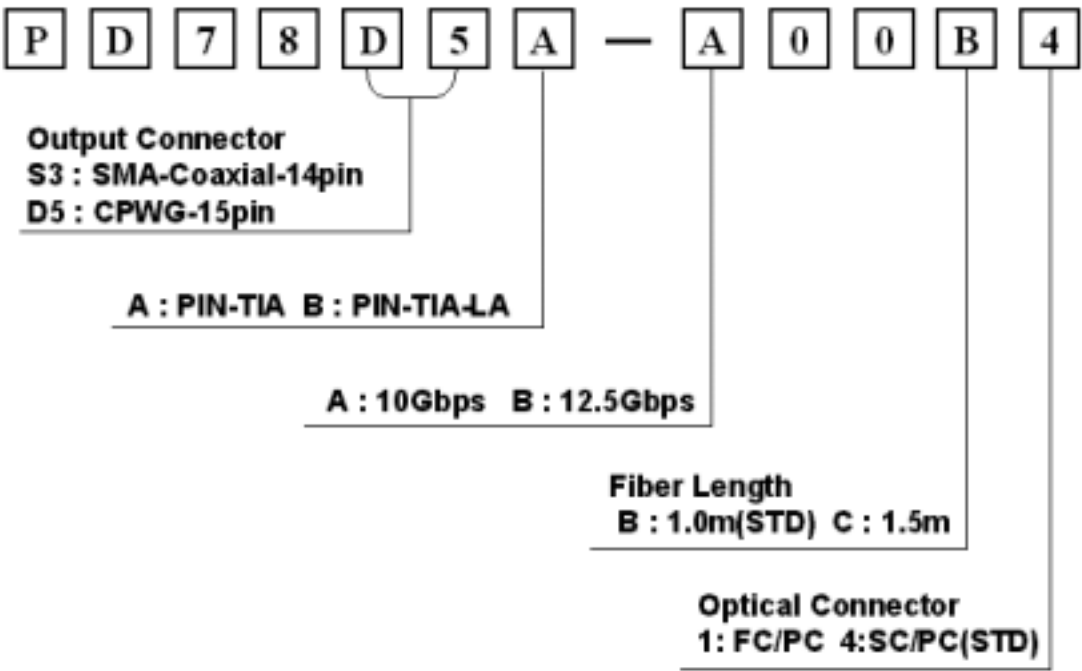 P D 7 8 D 5 A — A 0 0 B 4
Output Connector
S3 : SMA-Coaxial-14pin
D5 : CPWG-15pin
A : PIN-TIA B : PIN-TIA-LA
A : 10Gbps B : 12.5Gbps
Fiber Length
B : 1.0m(STD) C : 1.5m
Optical Connector
1: FC/PC 4:SC/PC(STD)